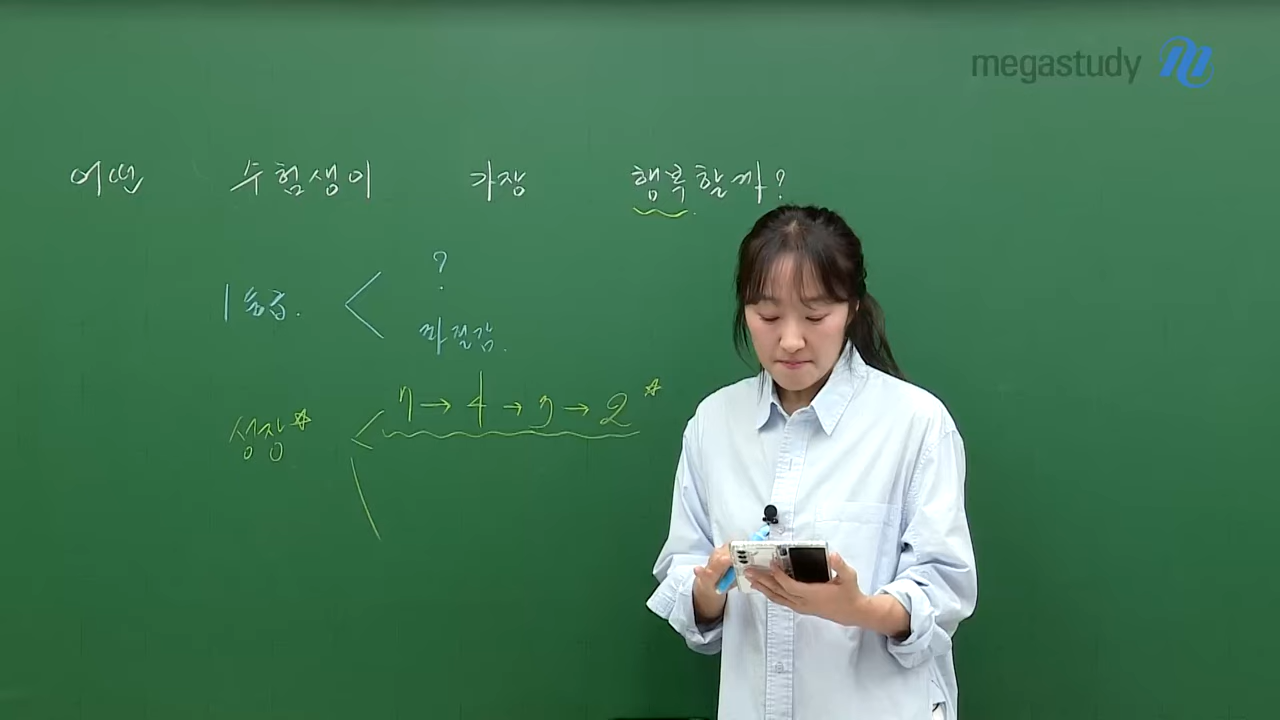 megastudy
어떤 수험생이 가장 행복할까?
?
1등급.
좌절감.
7→4→3→2
성장